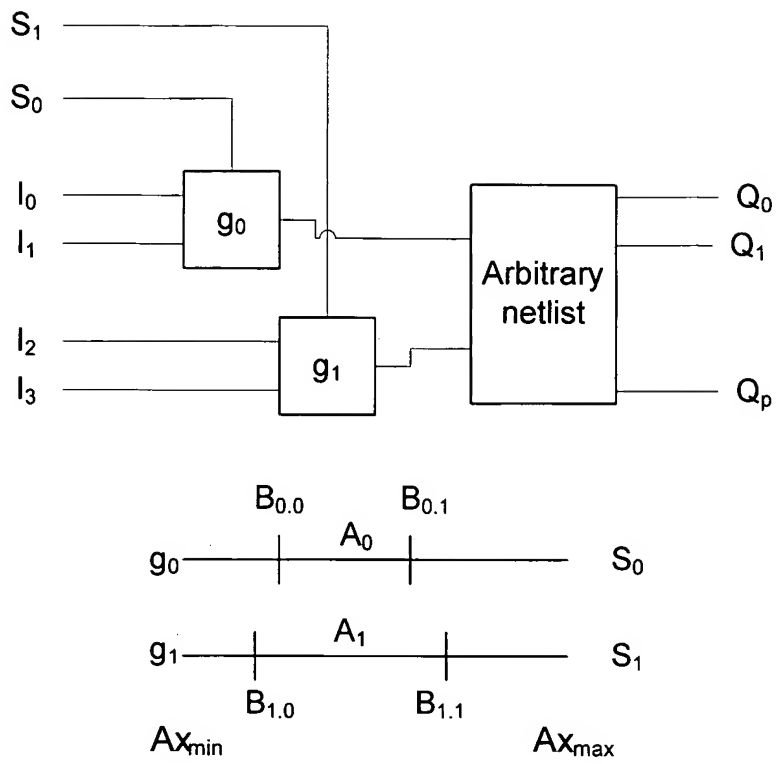 S₁
S₀
I₀
g₀
I₁
I₂
g₁
I₃
Arbitrary
netlist
Q₀
Q₁
Qₚ
B₀.₀ B₀.₁
g₀ A₀ S₀
g₁ A₁ S₁
B₁.₀ B₁.₁
Axₘᵢₙ Axₘₐₓ